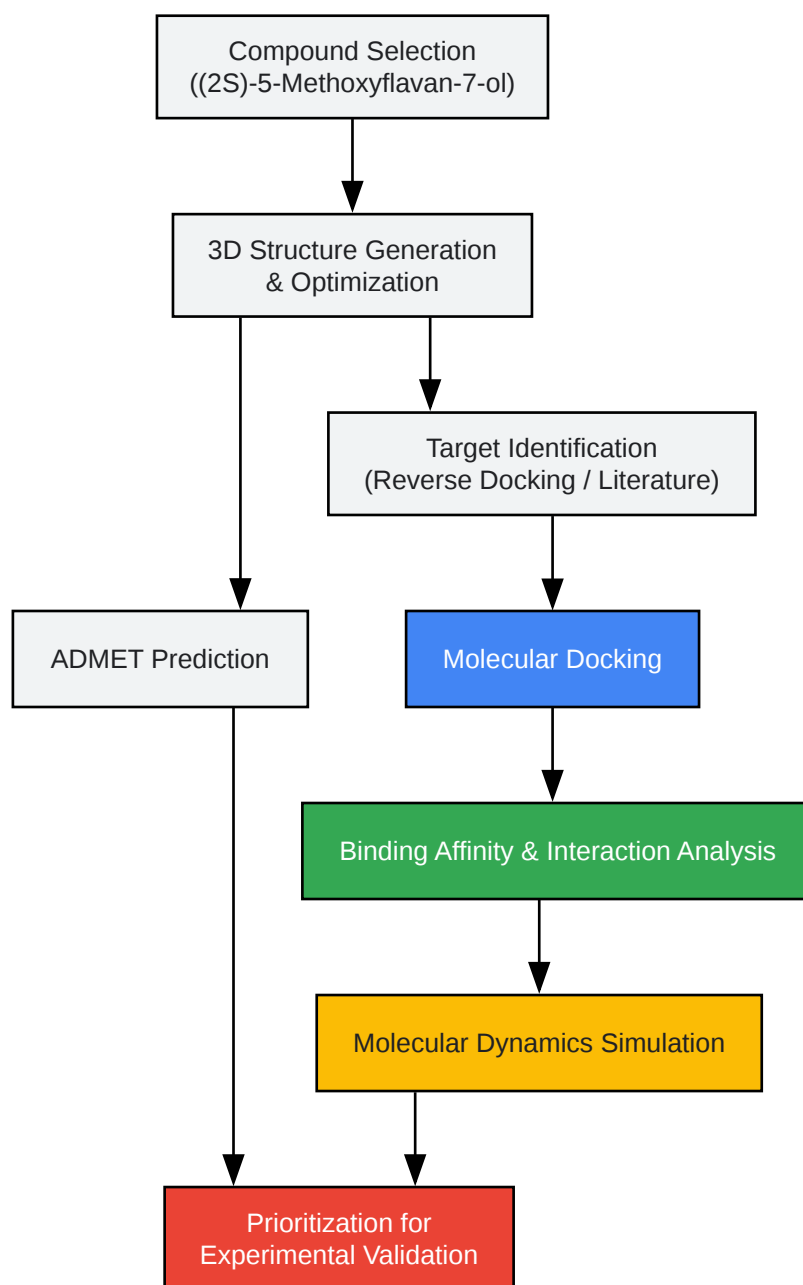 Compound Selection
((2S)-5-Methoxyflavan-7-ol)
3D Structure Generation
& Optimization
Target Identification
(Reverse Docking / Literature)
ADMET Prediction
Molecular Docking
Binding Affinity & Interaction Analysis
Molecular Dynamics Simulation
Prioritization for
Experimental Validation